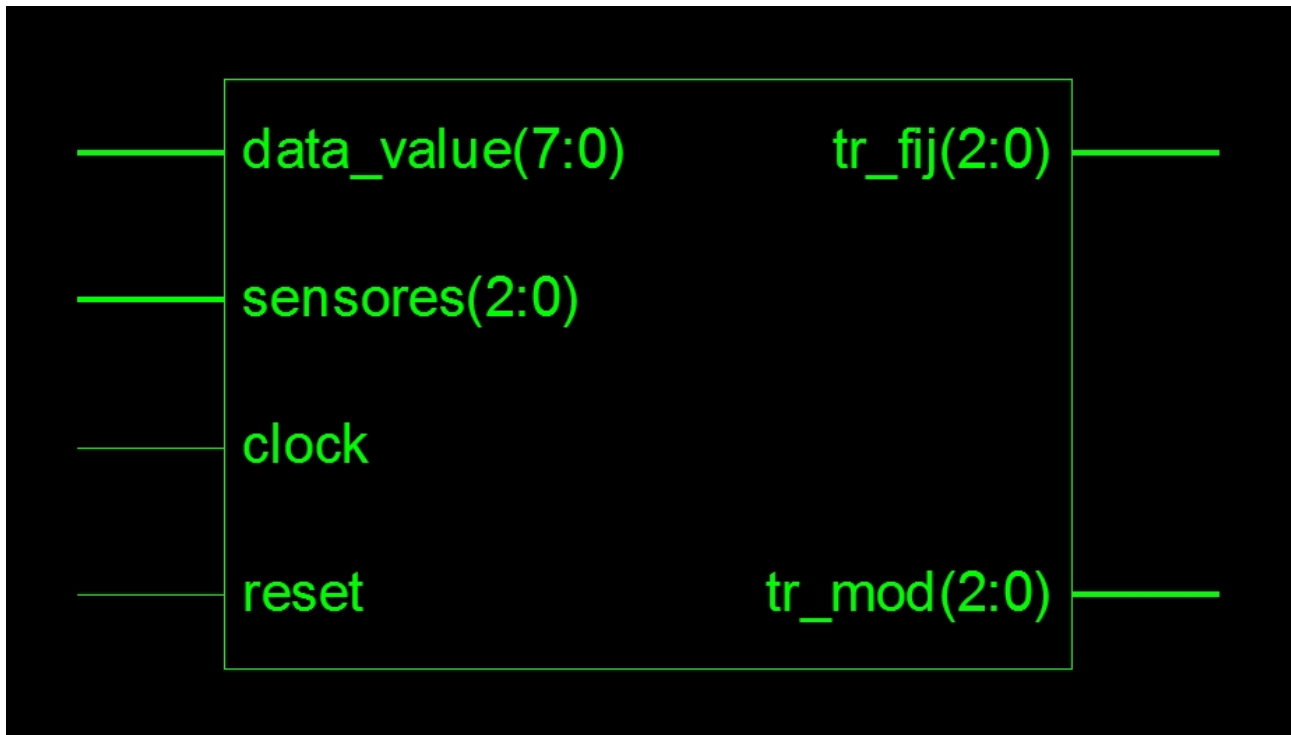 data_value(7:0) tr_fij(2:0)
sensores(2:0)
clock
reset tr_mod(2:0)